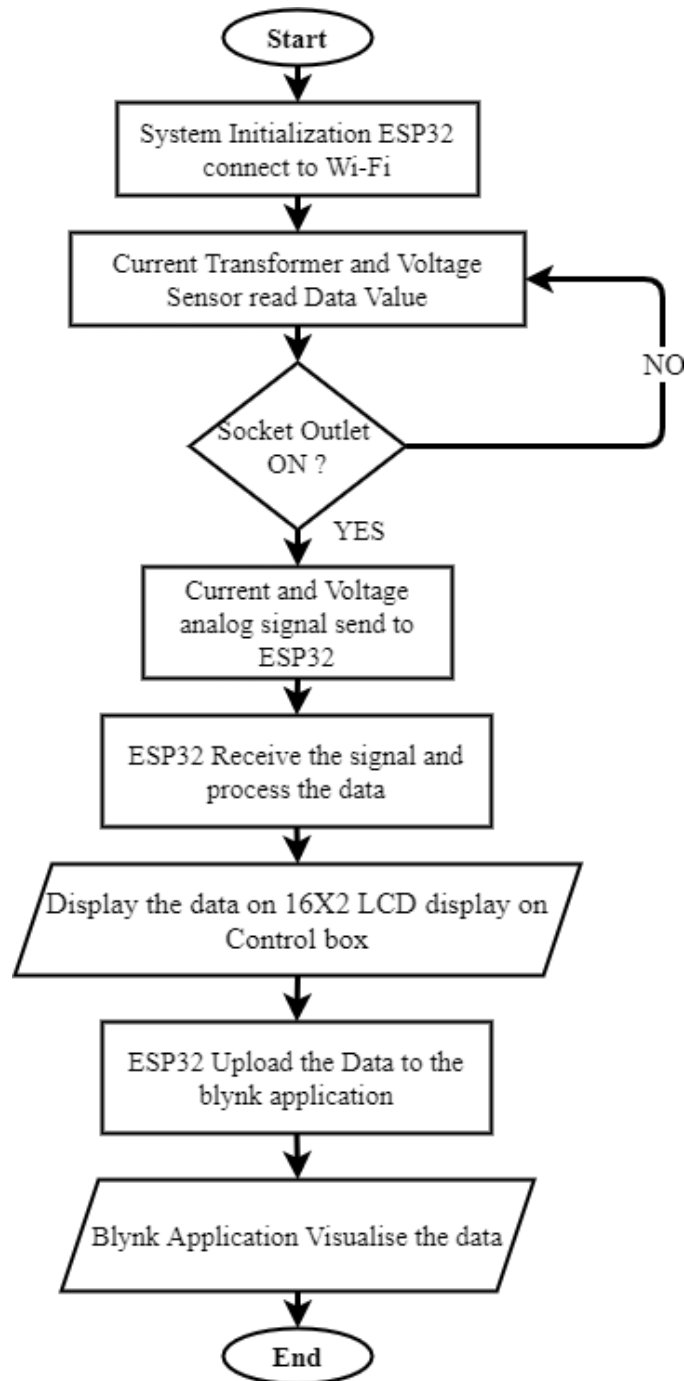 Start
System Initialization ESP32
connect to Wi-Fi
Current Transformer and Voltage
Sensor read Data Value
NO
Socket Outlet
ON ?
YES
Current and Voltage
analog signal send to
ESP32
ESP32 Receive the signal and
process the data
Display the data on 16X2 LCD display on
Control box
ESP32 Upload the Data to the
blynk application
Blynk Application Visualise the data
End